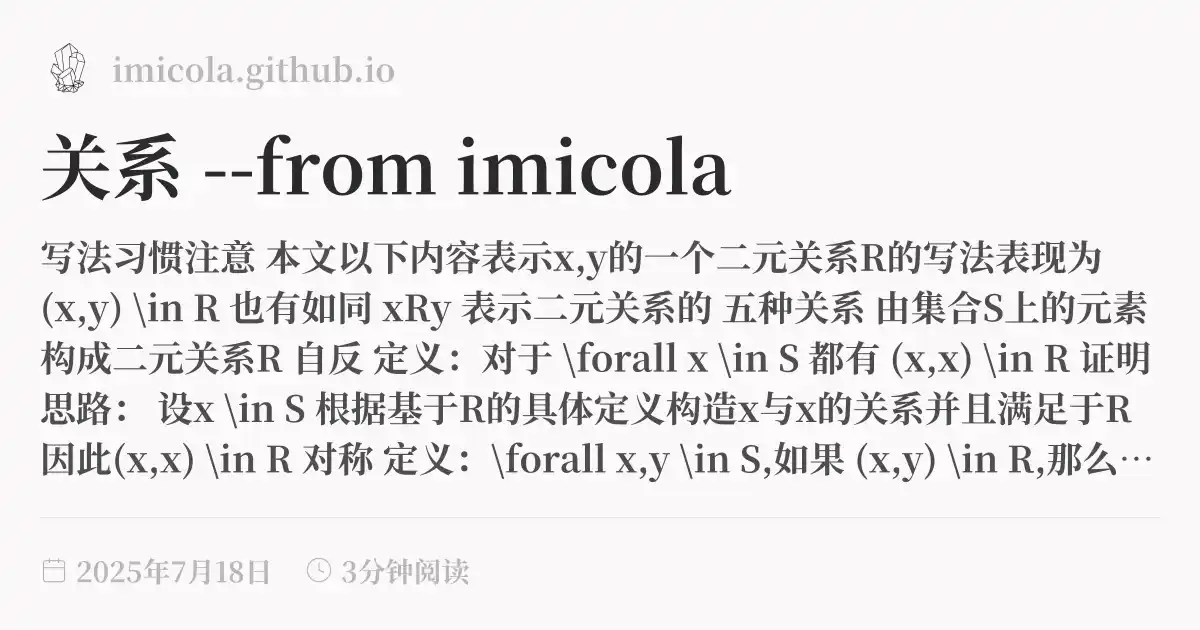 imicola.github.io
关系 --from imicola
写法习惯注意 本文以下内容表示x,y的一个二元关系R的写法表现为
(x,y) \in R 也有如同 xRy 表示二元关系的 五种关系 由集合S上的元素
构成二元关系R 自反 定义：对于 \forall x \in S 都有 (x,x) \in R 证明
思路： 设x \in S 根据基于R的具体定义构造x与x的关系并且满足于R
因此(x,x) \in R 对称 定义：\forall x,y \in S,如果 (x,y) \in R,那么…
2025年7月18日
3分钟阅读